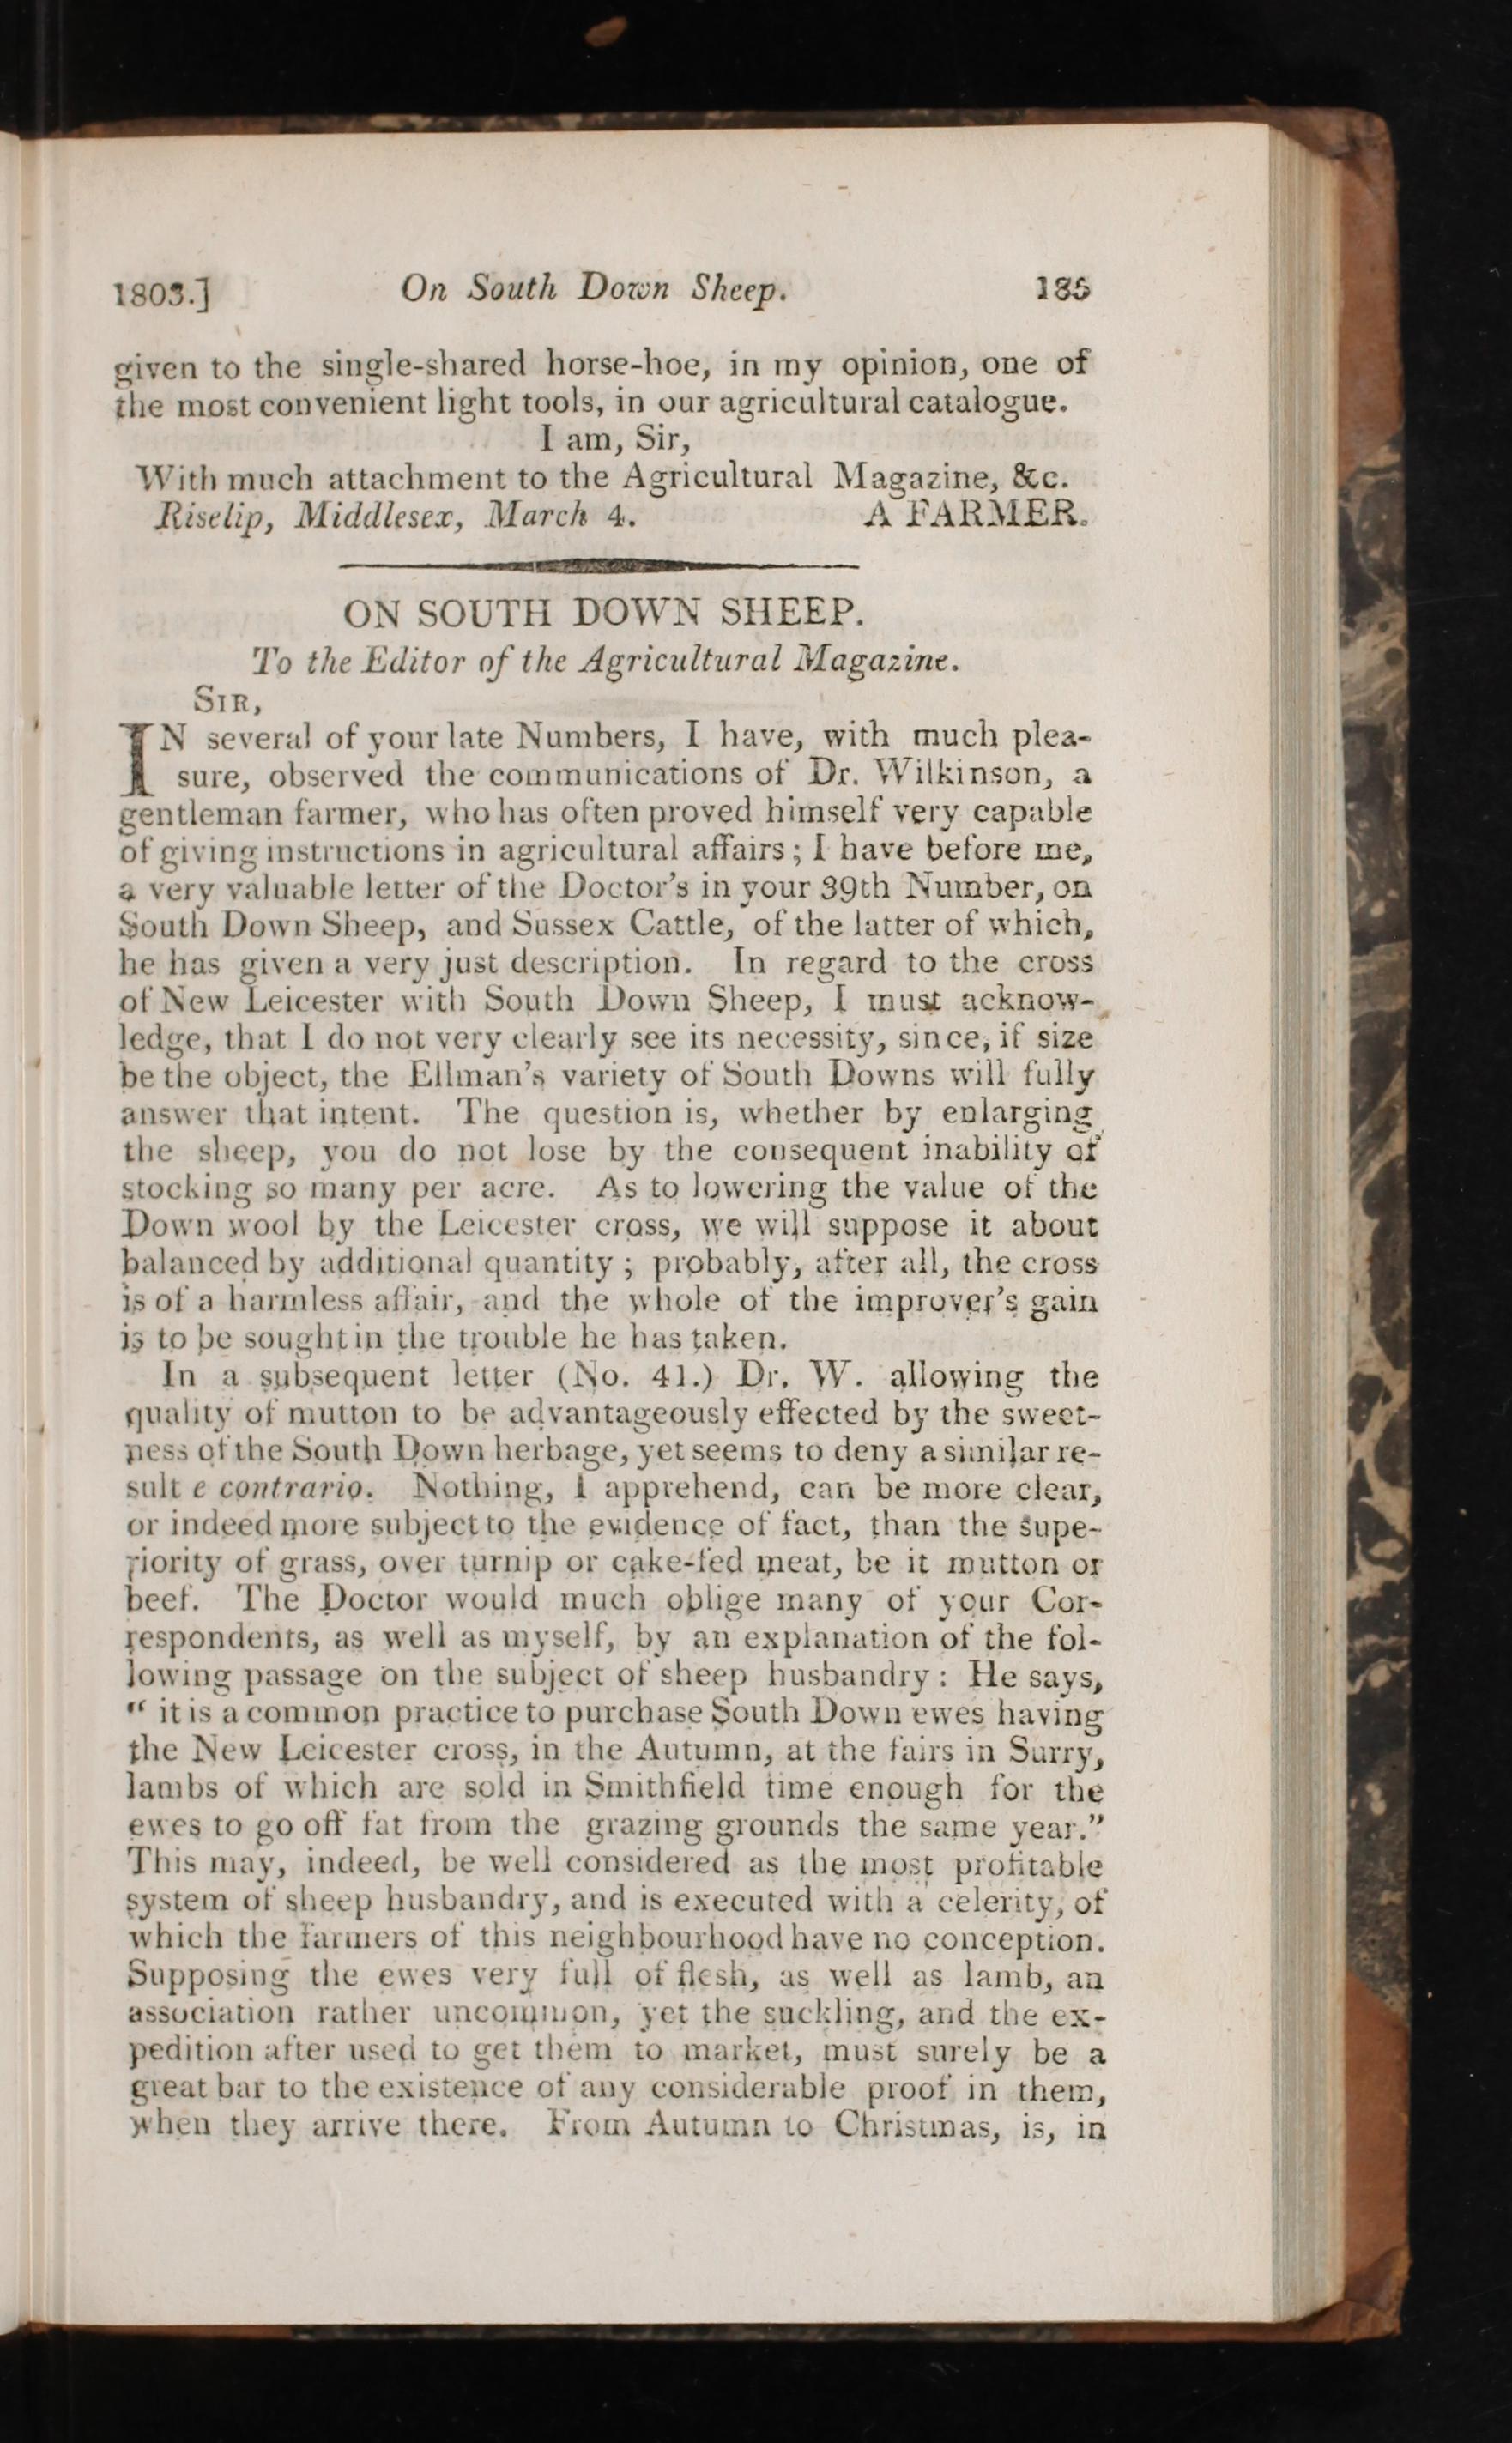 1803.] On South Down Sheep. 185
given to the single-shared horse-hoe, in my opinion, one of
the most convenient light tools, in our agricultural catalogue.
I am, Sir,
With much attachment to the Agricultural Magazine, &c.
Riselip, Middlesex, March 4. A FARMER.
ON SOUTH DOWN SHEEP.
To the Editor of the Agricultural Magazine.
SIR,
IN several of your late Numbers, I have, with much plea-
sure, observed the communications of Dr. Wilkinson, a
gentleman farmer, who has often proved himself very capable
of giving instructions in agricultural affairs; I have before me,
a very valuable letter of the Doctor's in your 39th Number, on
South Down Sheep, and Sussex Cattle, of the latter of which,
he has given a very just description. In regard to the cross
of New Leicester with South Down Sheep, I must acknow-
ledge, that I do not very clearly see its necessity, since, if size
be the object, the Ellman's variety of South Downs will fully
answer that intent. The question is, whether by enlarging
the sheep, you do not lose by the consequent inability of
stocking so many per acre. As to lowering the value of the
Down wool by the Leicester cross, we will suppose it about
balanced by additional quantity; probably, after all, the cross
is of a harmless affair, and the whole of the improver's gain
is to be sought in the trouble he has taken.
In a subsequent letter (No. 41.) Dr. W. allowing the
quality of mutton to be advantageously effected by the sweet-
ness of the South Down herbage, yet seems to deny a similar re-
sult e contrario. Nothing, I apprehend, can be more clear,
or indeed more subject to the evidence of fact, than the supe-
riority of grass, over turnip or cake-fed meat, be it mutton or
beef. The Doctor would much oblige many of your Cor-
respondents, as well as myself, by an explanation of the fol-
lowing passage on the subject of sheep husbandry: He says,
“ it is a common practice to purchase South Down ewes having
the New Leicester cross, in the Autumn, at the fairs in Surry,
lambs of which are sold in Smithfield time enough for the
ewes to go off fat from the grazing grounds the same year.”
This may, indeed, be well considered as the most profitable
system of sheep husbandry, and is executed with a celerity, of
which the farmers of this neighbourhood have no conception.
Supposing the ewes very full of flesh, as well as lamb, an
association rather uncommon, yet the suckling, and the ex-
pedition after used to get them to market, must surely be a
great bar to the existence of any considerable proof in them,
when they arrive there. From Autumn to Christmas, is, in